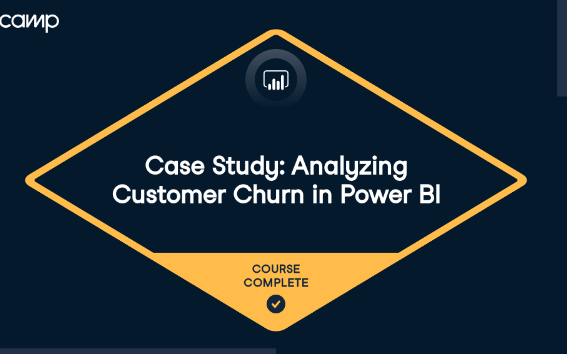 camp
Case Study: Analyzing
Customer Churn in Power BI
COURSE
COMPLETE